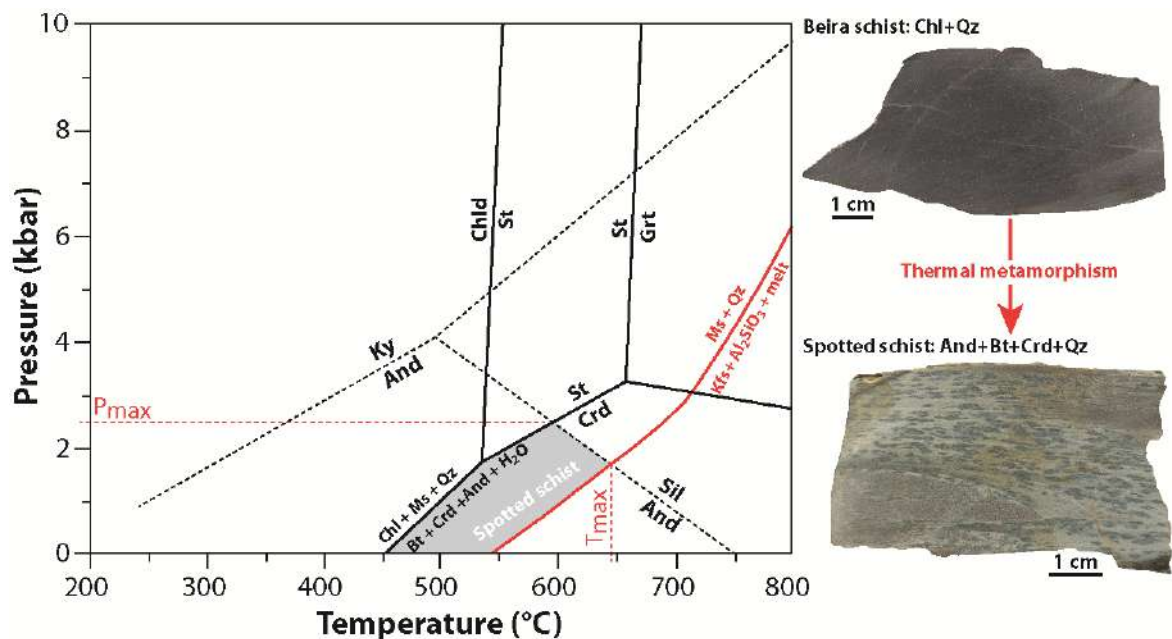 10
8
6
4
2
0
Pressure (kbar)
200
300
400
500
600
700
800
Temperature (°C)
Pmax
Tmax
Ky
And
Chld
St
St
Grt
St
Crd
Sil
And
Chl + Ms + Qz
Bt + Crd +And + H₂O
Spotted schist
Ms + Qz
Kfs+ Al₂SiO₃ + melt
Beira schist: Chl+Qz
1 cm
Thermal metamorphism
Spotted schist: And+Bt+Crd+Qz
1 cm